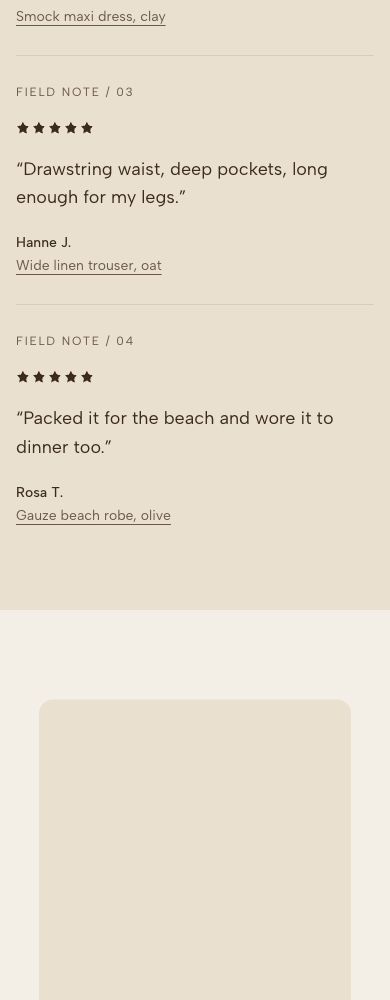 Smock maxi dress, clay
FIELD NOTE / 03
“Drawstring waist, deep pockets, long
enough for my legs.”
Hanne J.
Wide linen trouser, oat
FIELD NOTE / 04
“Packed it for the beach and wore it to
dinner too.”
Rosa T.
Gauze beach robe, olive